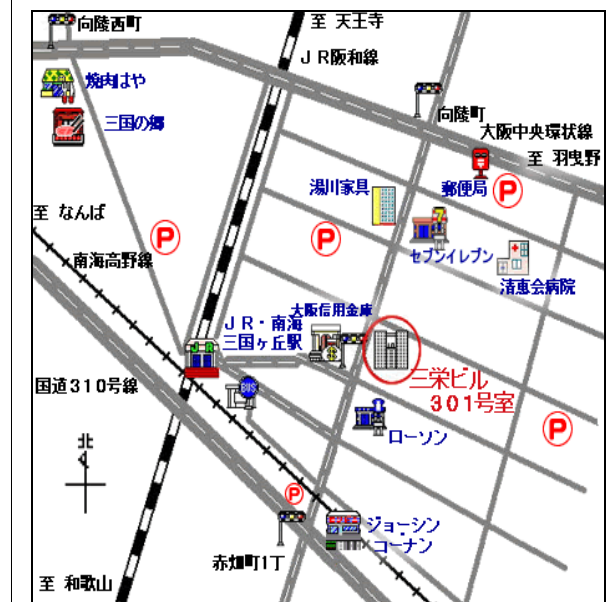 向陵西町
至 天王寺
ＪＲ阪和線
焼肉はや
三国の郷
向陵町
大阪中央環状線
至 羽曳野
郵便局
湯川家具
P
至 なんば
P
P
セブンイレブン
清恵会病院
南海高野線
大阪信用金庫
ＪＲ・南海
三国ヶ丘駅
JR
三栄ビル
３０１号室
国道３１０号線
BUS
ローソン
P
北
P
ジョーシン
コーナン
赤畑町１丁
至 和歌山